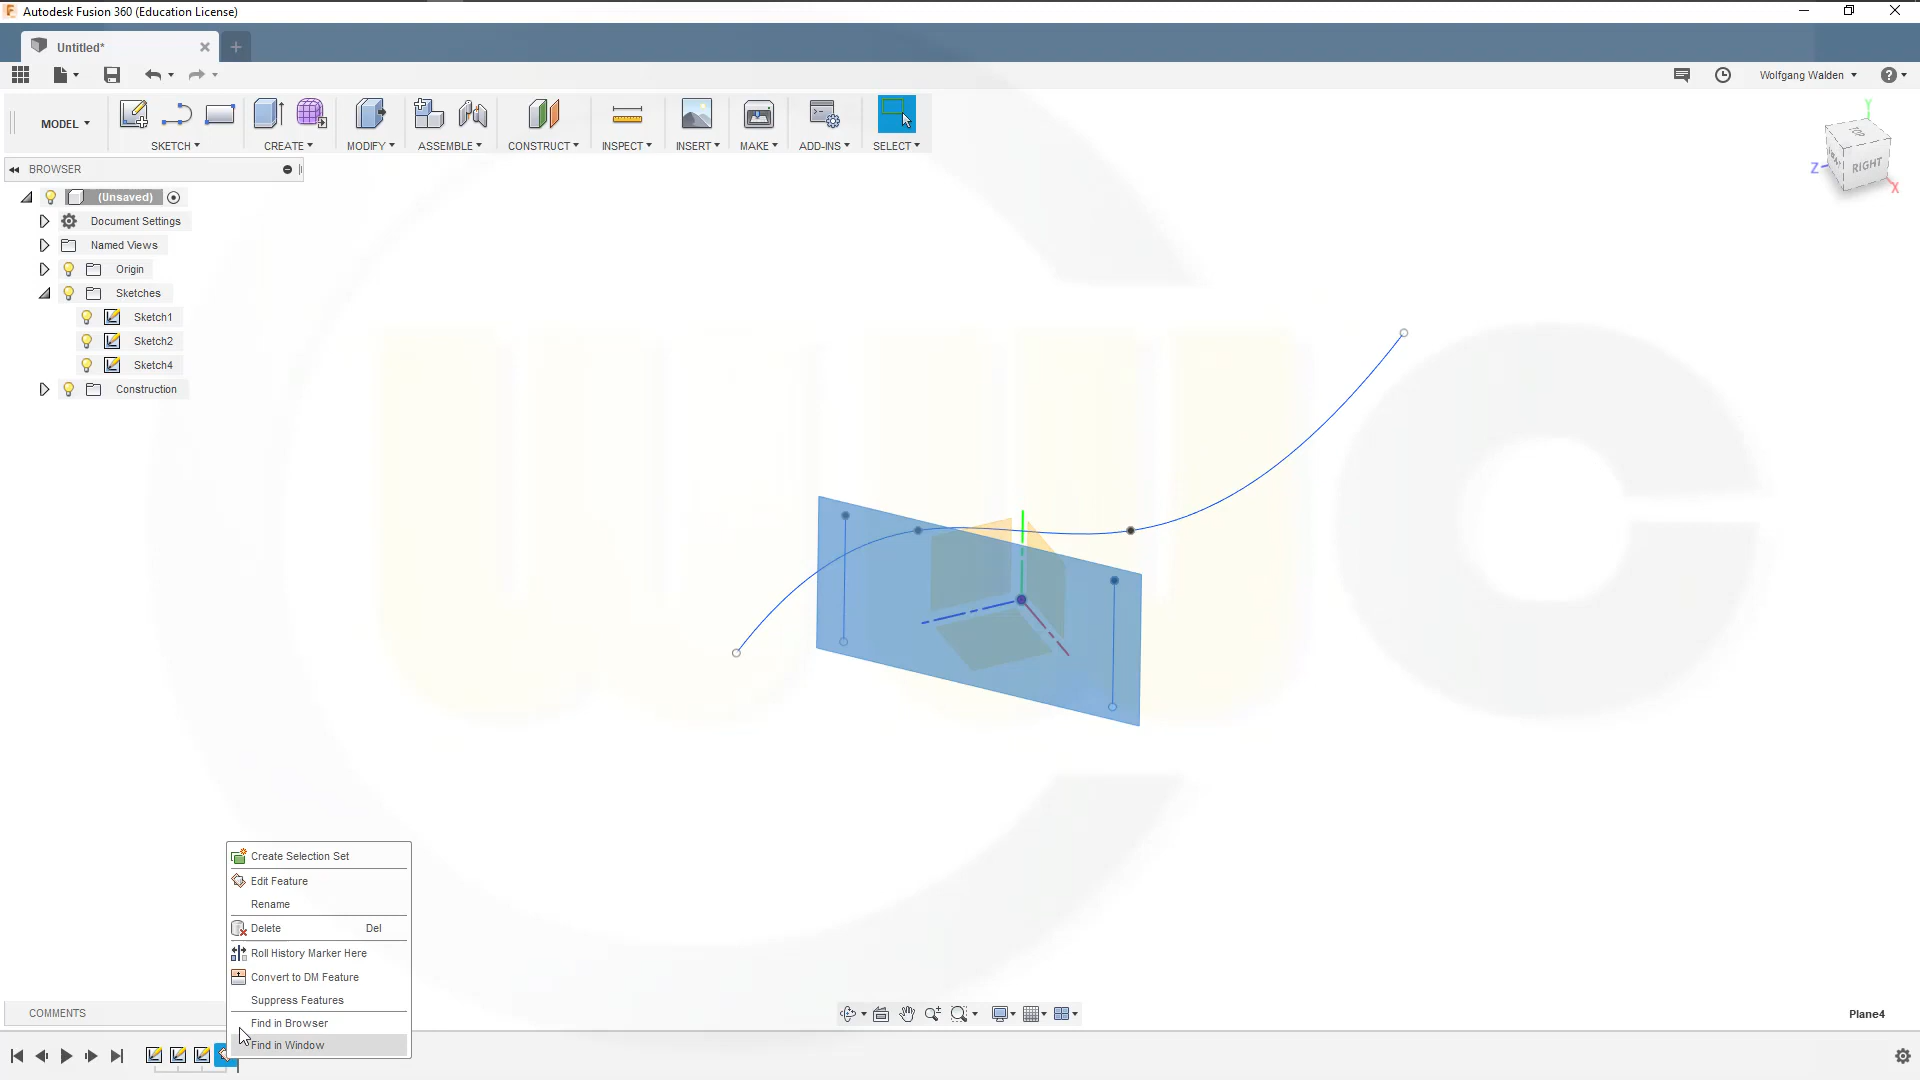 Autodesk Fusion 360 (Education License)
Untitled*
Wolfgang Walden
MODEL
SKETCH
CREATE
MODIFY
ASSEMBLE
CONSTRUCT
INSPECT
INSERT
MAKE
ADD-INS
SELECT
BROWSER
(Unsaved)
Document Settings
Named Views
Origin
Sketches
Sketch1
Sketch2
Sketch4
Construction
Y
TOP
RIGHT
Z
X
wuc
Create Selection Set
Edit Feature
Rename
Delete Del
Roll History Marker Here
Convert to DM Feature
Suppress Features
Find in Browser
Find in Window
COMMENTS
Plane4